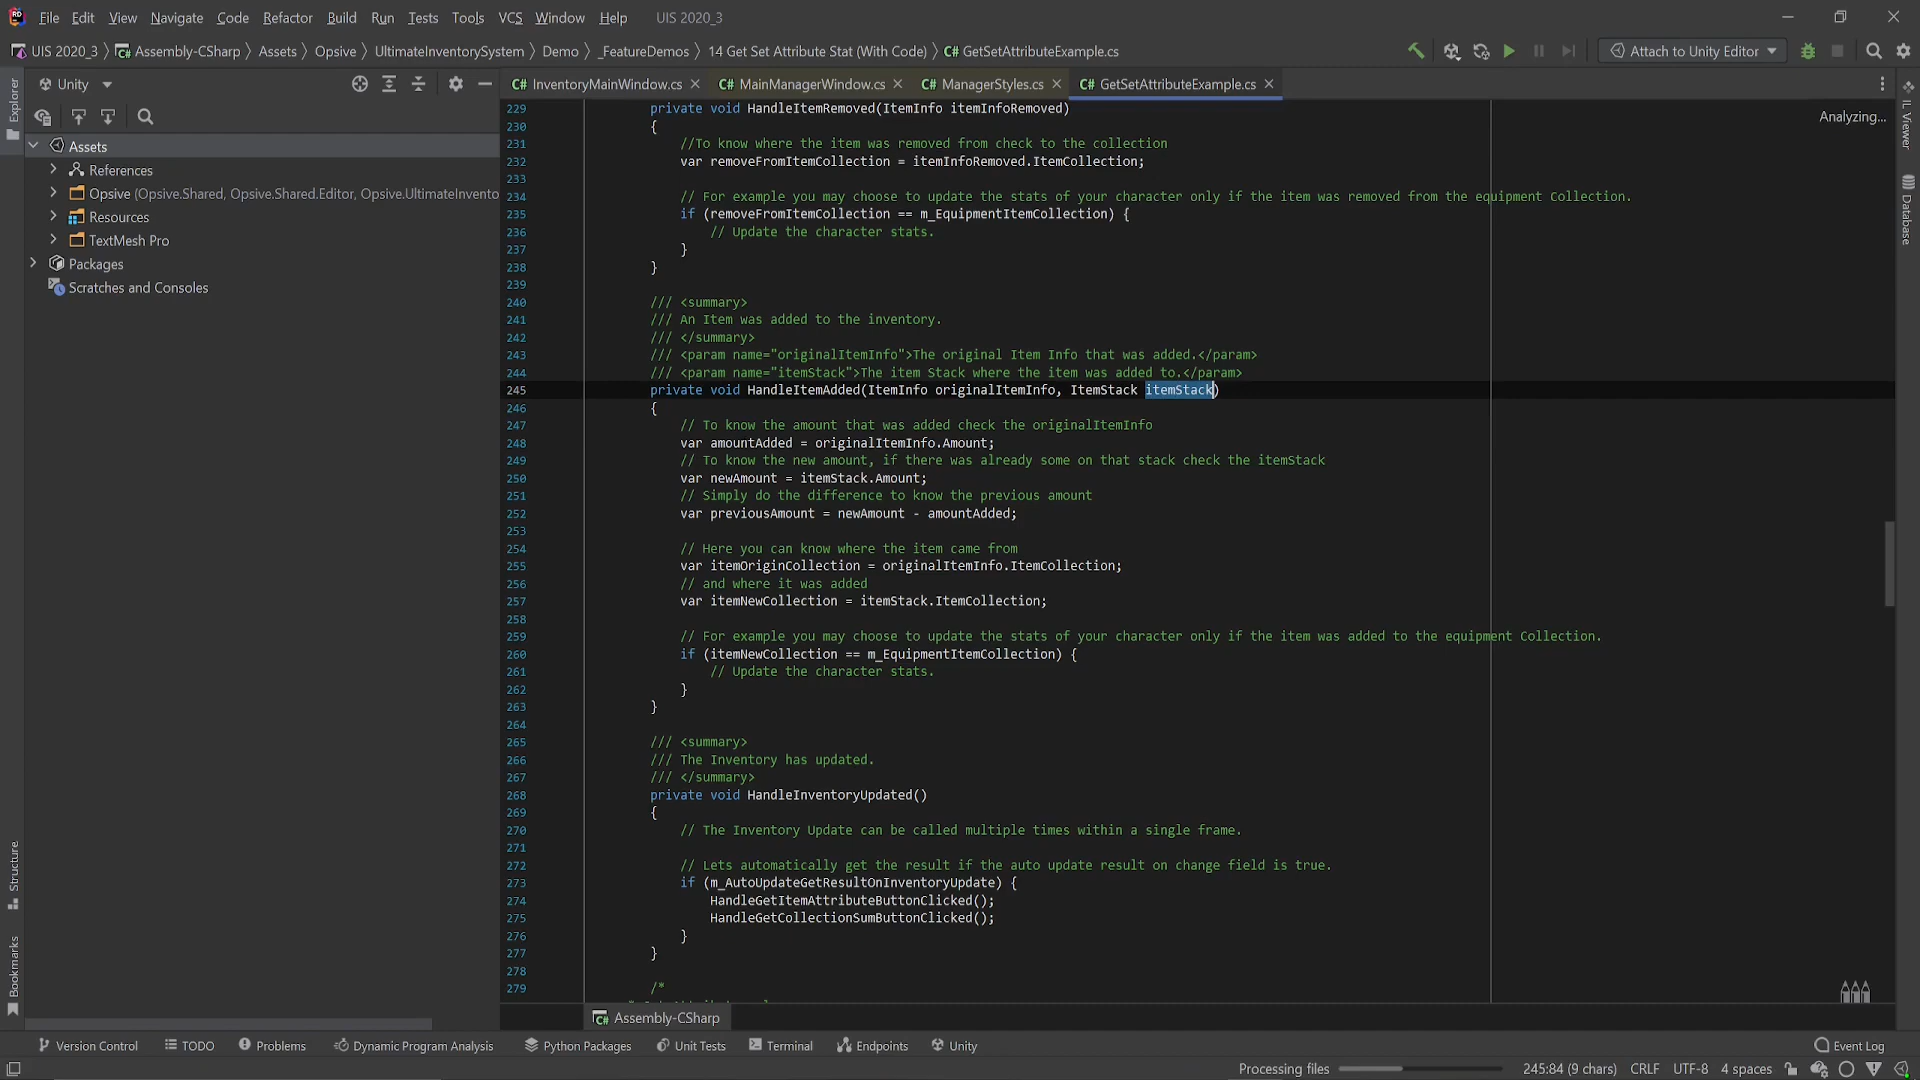 File Edit View Navigate Code Refactor Build Run Tests Tools VCS Window Help UIS 2020_3
UIS 2020_3 Assembly-CSharp Assets Opsive UltimateInventorySystem Demo _FeatureDemos 14 Get Set Attribute Stat (With Code) C# GetSetAttributeExample.cs Attach to Unity Editor
Unity C# InventoryMainWindow.cs C# MainManagerWindow.cs C# ManagerStyles.cs C# GetSetAttributeExample.cs
Explorer
Assets
References
Opsive (Opsive.Shared, Opsive.Shared.Editor, Opsive.UltimateInvento
Resources
TextMesh Pro
Packages
Scratches and Consoles
Structure
Bookmarks
Analyzing...
IL Viewer
Database
229 private void HandleItemRemoved(ItemInfo itemInfoRemoved)
230 {
231 //To know where the item was removed from check to the collection
232 var removeFromItemCollection = itemInfoRemoved.ItemCollection;
233
234 // For example you may choose to update the stats of your character only if the item was removed from the equipment Collection.
235 if (removeFromItemCollection == m_EquipmentItemCollection) {
236 // Update the character stats.
237 }
238 }
239
240 /// <summary>
241 /// An Item was added to the inventory.
242 /// </summary>
243 /// <param name="originalItemInfo">The original Item Info that was added.</param>
244 /// <param name="itemStack">The item Stack where the item was added to.</param>
245 private void HandleItemAdded(ItemInfo originalItemInfo, ItemStack itemStack)
246 {
247 // To know the amount that was added check the originalItemInfo
248 var amountAdded = originalItemInfo.Amount;
249 // To know the new amount, if there was already some on that stack check the itemStack
250 var newAmount = itemStack.Amount;
251 // Simply do the difference to know the previous amount
252 var previousAmount = newAmount - amountAdded;
253
254 // Here you can know where the item came from
255 var itemOriginCollection = originalItemInfo.ItemCollection;
256 // and where it was added
257 var itemNewCollection = itemStack.ItemCollection;
258
259 // For example you may choose to update the stats of your character only if the item was added to the equipment Collection.
260 if (itemNewCollection == m_EquipmentItemCollection) {
261 // Update the character stats.
262 }
263 }
264
265 /// <summary>
266 /// The Inventory has updated.
267 /// </summary>
268 private void HandleInventoryUpdated()
269 {
270 // The Inventory Update can be called multiple times within a single frame.
271
272 // Lets automatically get the result if the auto update result on change field is true.
273 if (m_AutoUpdateGetResultOnInventoryUpdate) {
274 HandleGetItemAttributeButtonClicked();
275 HandleGetCollectionSumButtonClicked();
276 }
277 }
278
279 /*
C# Assembly-CSharp
Version Control TODO Problems Dynamic Program Analysis Python Packages Unit Tests Terminal Endpoints Unity Event Log
Processing files 245:84 (9 chars) CRLF UTF-8 4 spaces